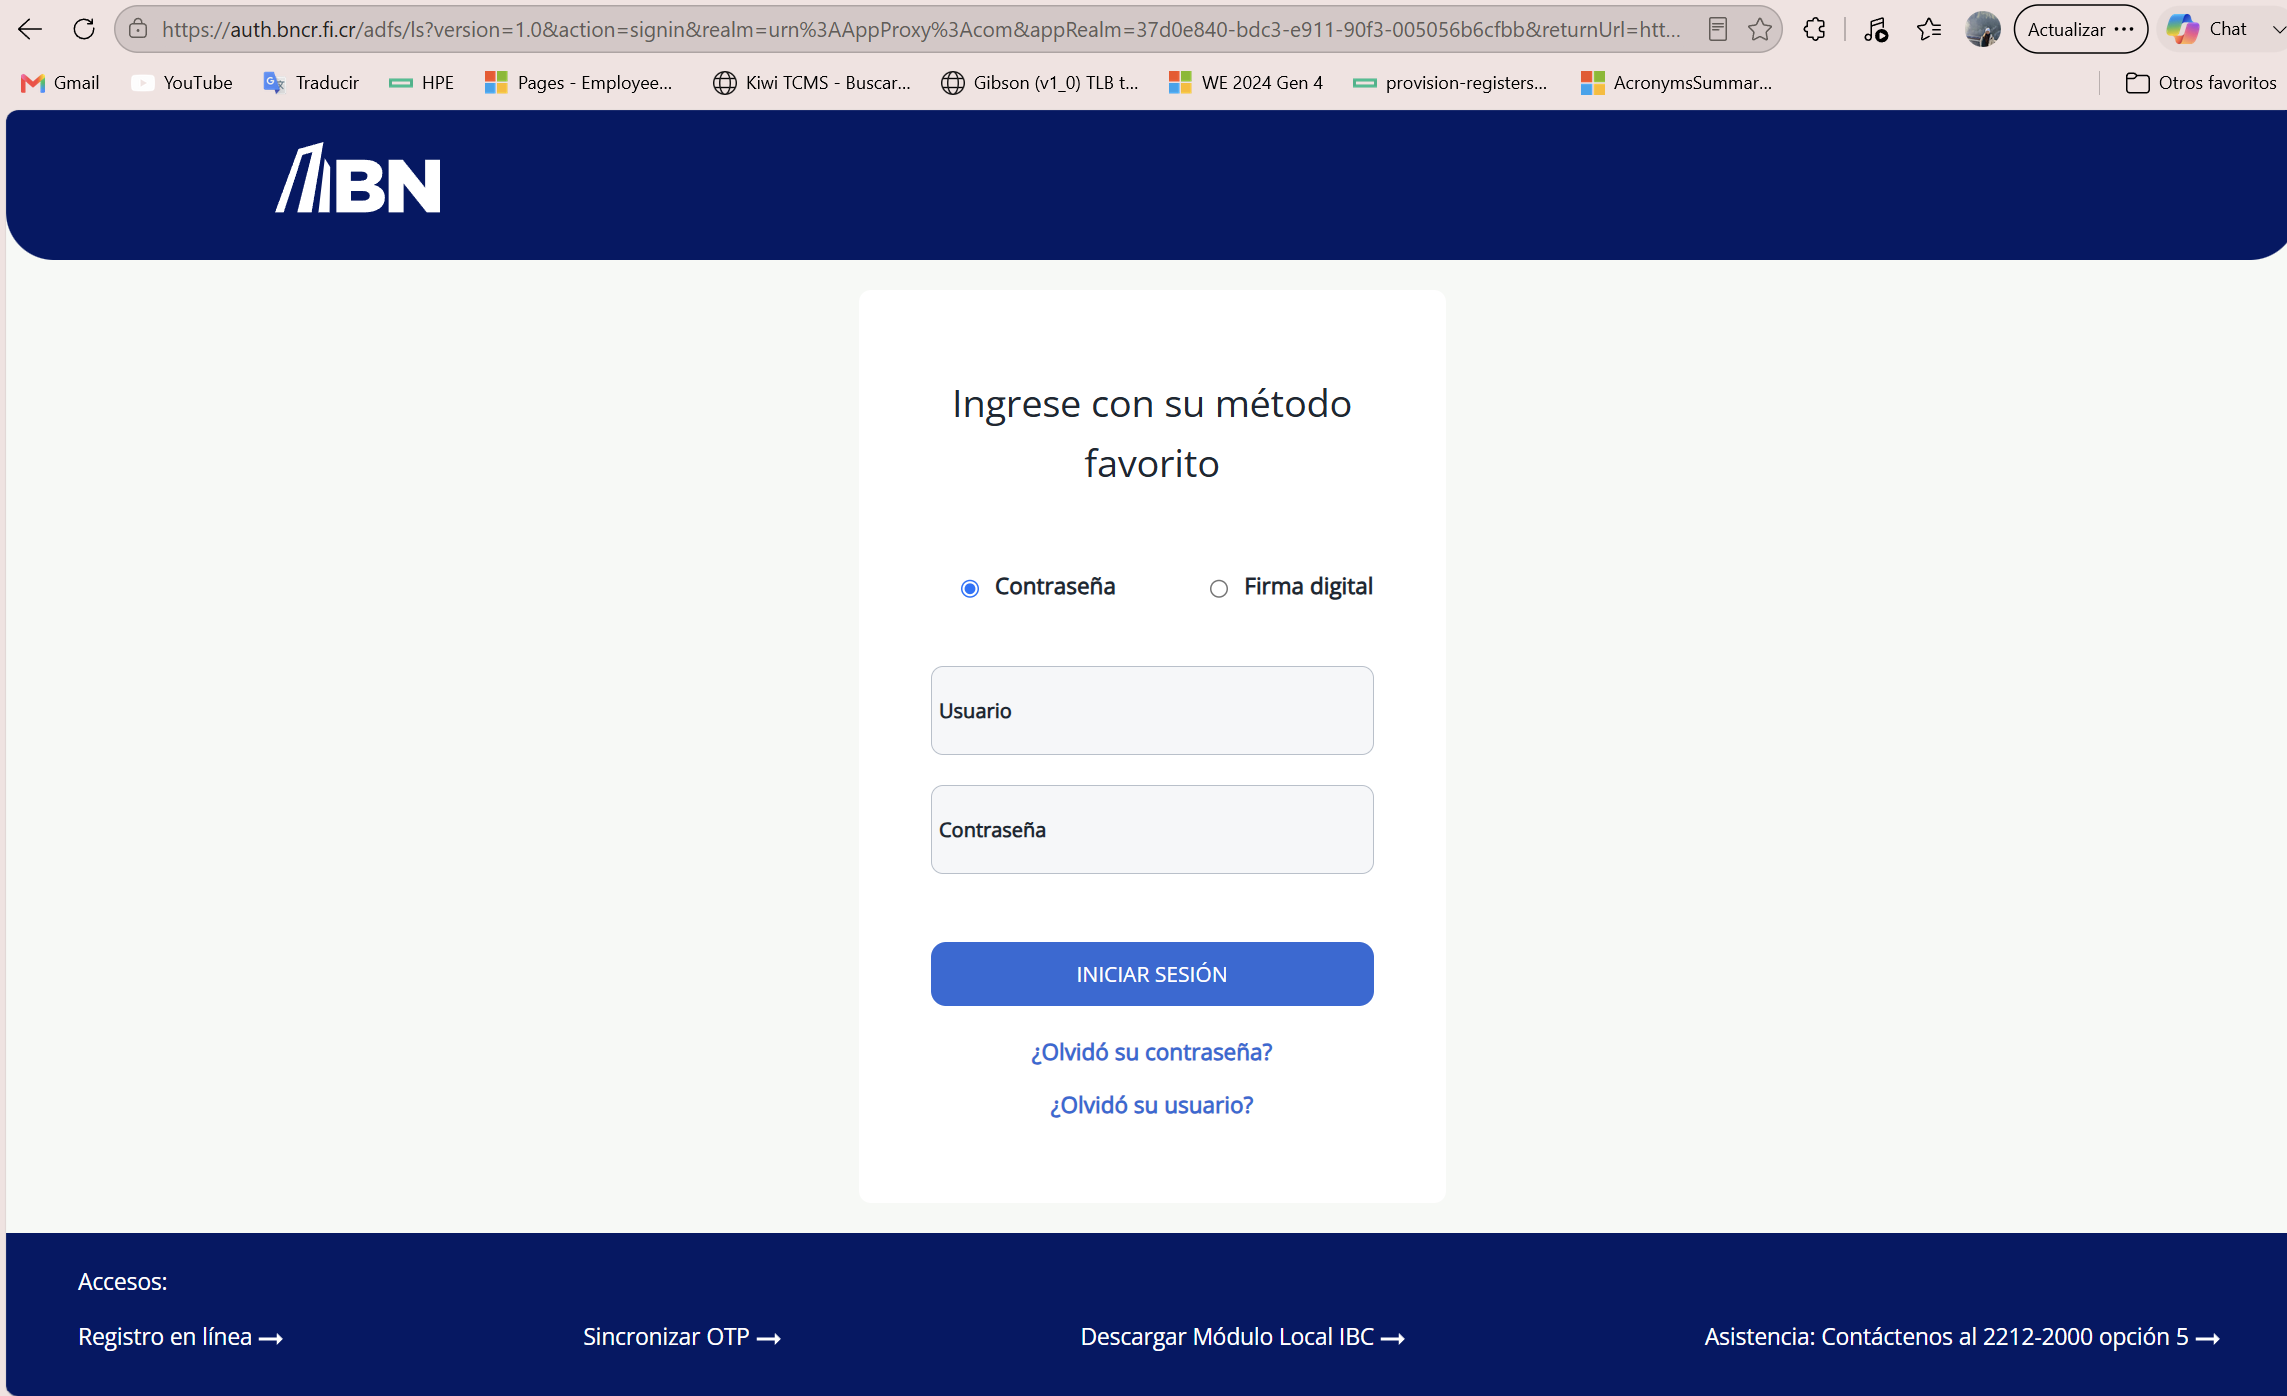 https://auth.bncr.fi.cr/adfs/ls?version=1.0&action=signin&realm=urn%3AAppProxy%3Acom&appRealm=37d0e840-bdc3-e911-90f3-005056b6cfbb&returnUrl=htt... Actualizar Chat
Gmail YouTube Traducir HPE Pages - Employee... Kiwi TCMS - Buscar... Gibson (v1_0) TLB t... WE 2024 Gen 4 provision-registers... AcronymsSummar... Otros favoritos
BN
Ingrese con su método
favorito
Contraseña Firma digital
Usuario
Contraseña
INICIAR SESIÓN
¿Olvidó su contraseña?
¿Olvidó su usuario?
Accesos:
Registro en línea → Sincronizar OTP → Descargar Módulo Local IBC → Asistencia: Contáctenos al 2212-2000 opción 5 →